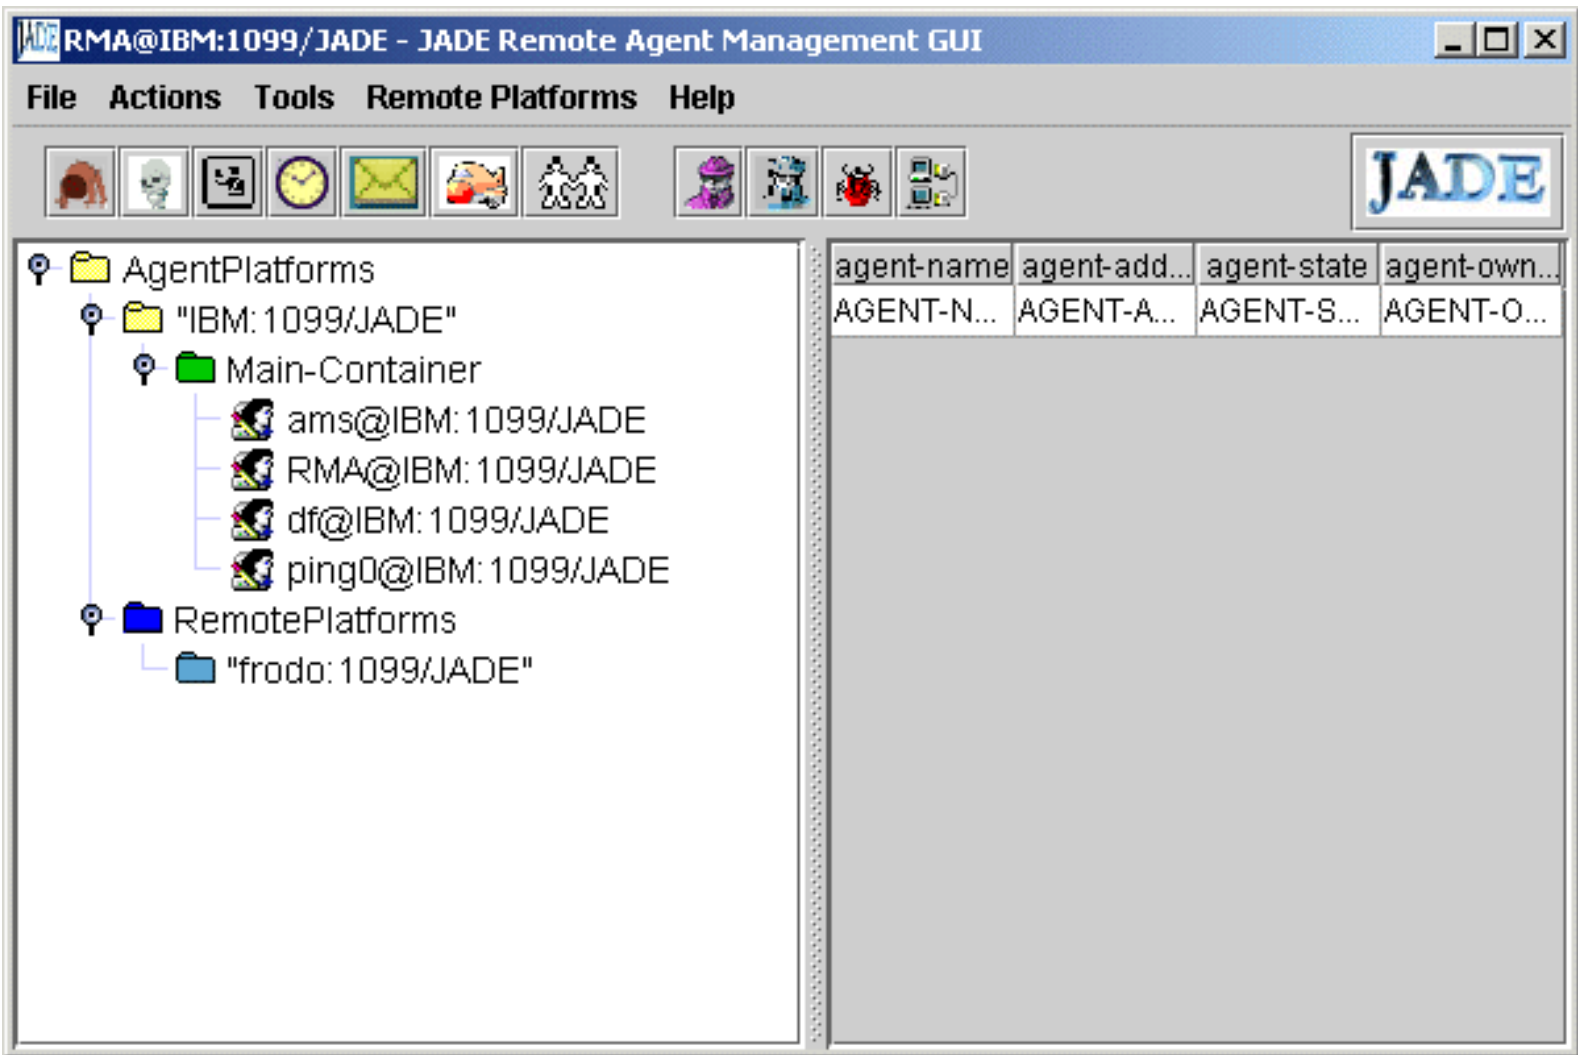 JADE RMA@IBM:1099/JADE - JADE Remote Agent Management GUI
File Actions Tools Remote Platforms Help
JADE
AgentPlatforms
"IBM:1099/JADE"
Main-Container
ams@IBM:1099/JADE
RMA@IBM:1099/JADE
df@IBM:1099/JADE
ping0@IBM:1099/JADE
RemotePlatforms
"frodo:1099/JADE"
agent-name agent-add... agent-state agent-own...
AGENT-N... AGENT-A... AGENT-S... AGENT-O...